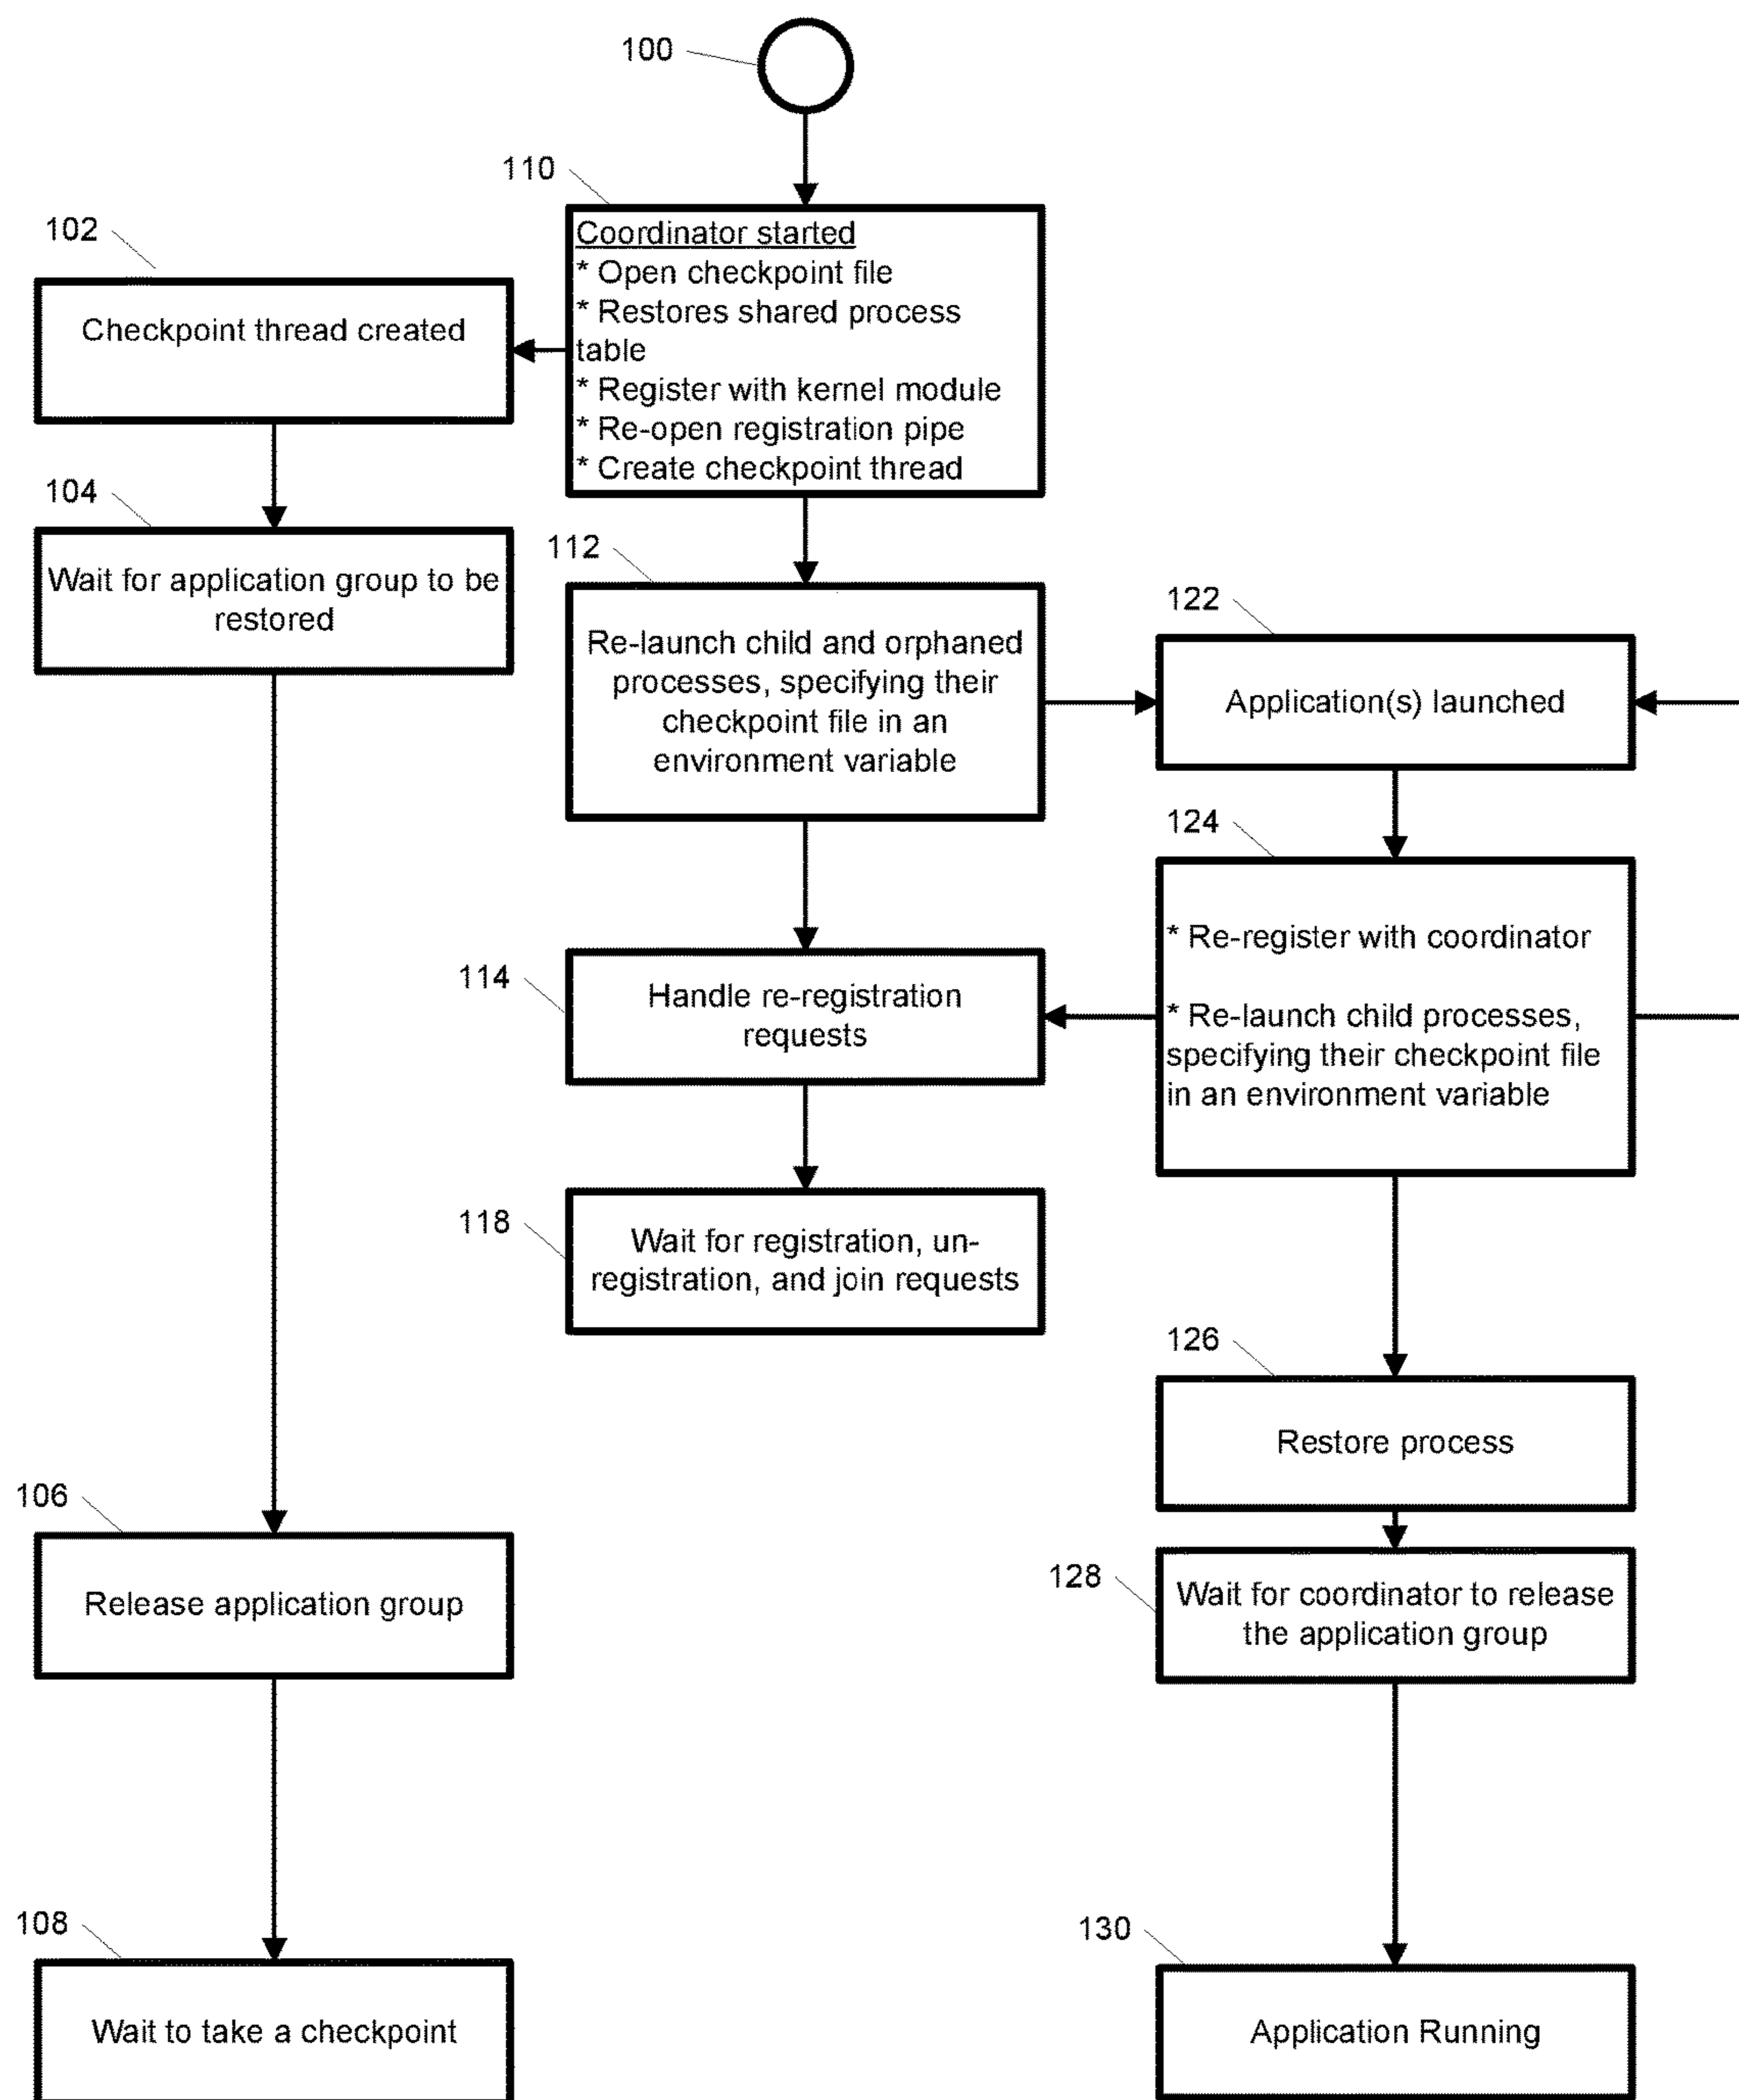 100
110
Coordinator started
* Open checkpoint file
* Restores shared process
table
* Register with kernel module
* Re-open registration pipe
* Create checkpoint thread
102
Checkpoint thread created
104
Wait for application group to be
restored
112
Re-launch child and orphaned
processes, specifying their
checkpoint file in an
environment variable
122
Application(s) launched
124
* Re-register with coordinator
* Re-launch child processes,
specifying their checkpoint file
in an environment variable
114
Handle re-registration
requests
118
Wait for registration, un-
registration, and join requests
126
Restore process
106
Release application group
128
Wait for coordinator to release
the application group
108
Wait to take a checkpoint
130
Application Running